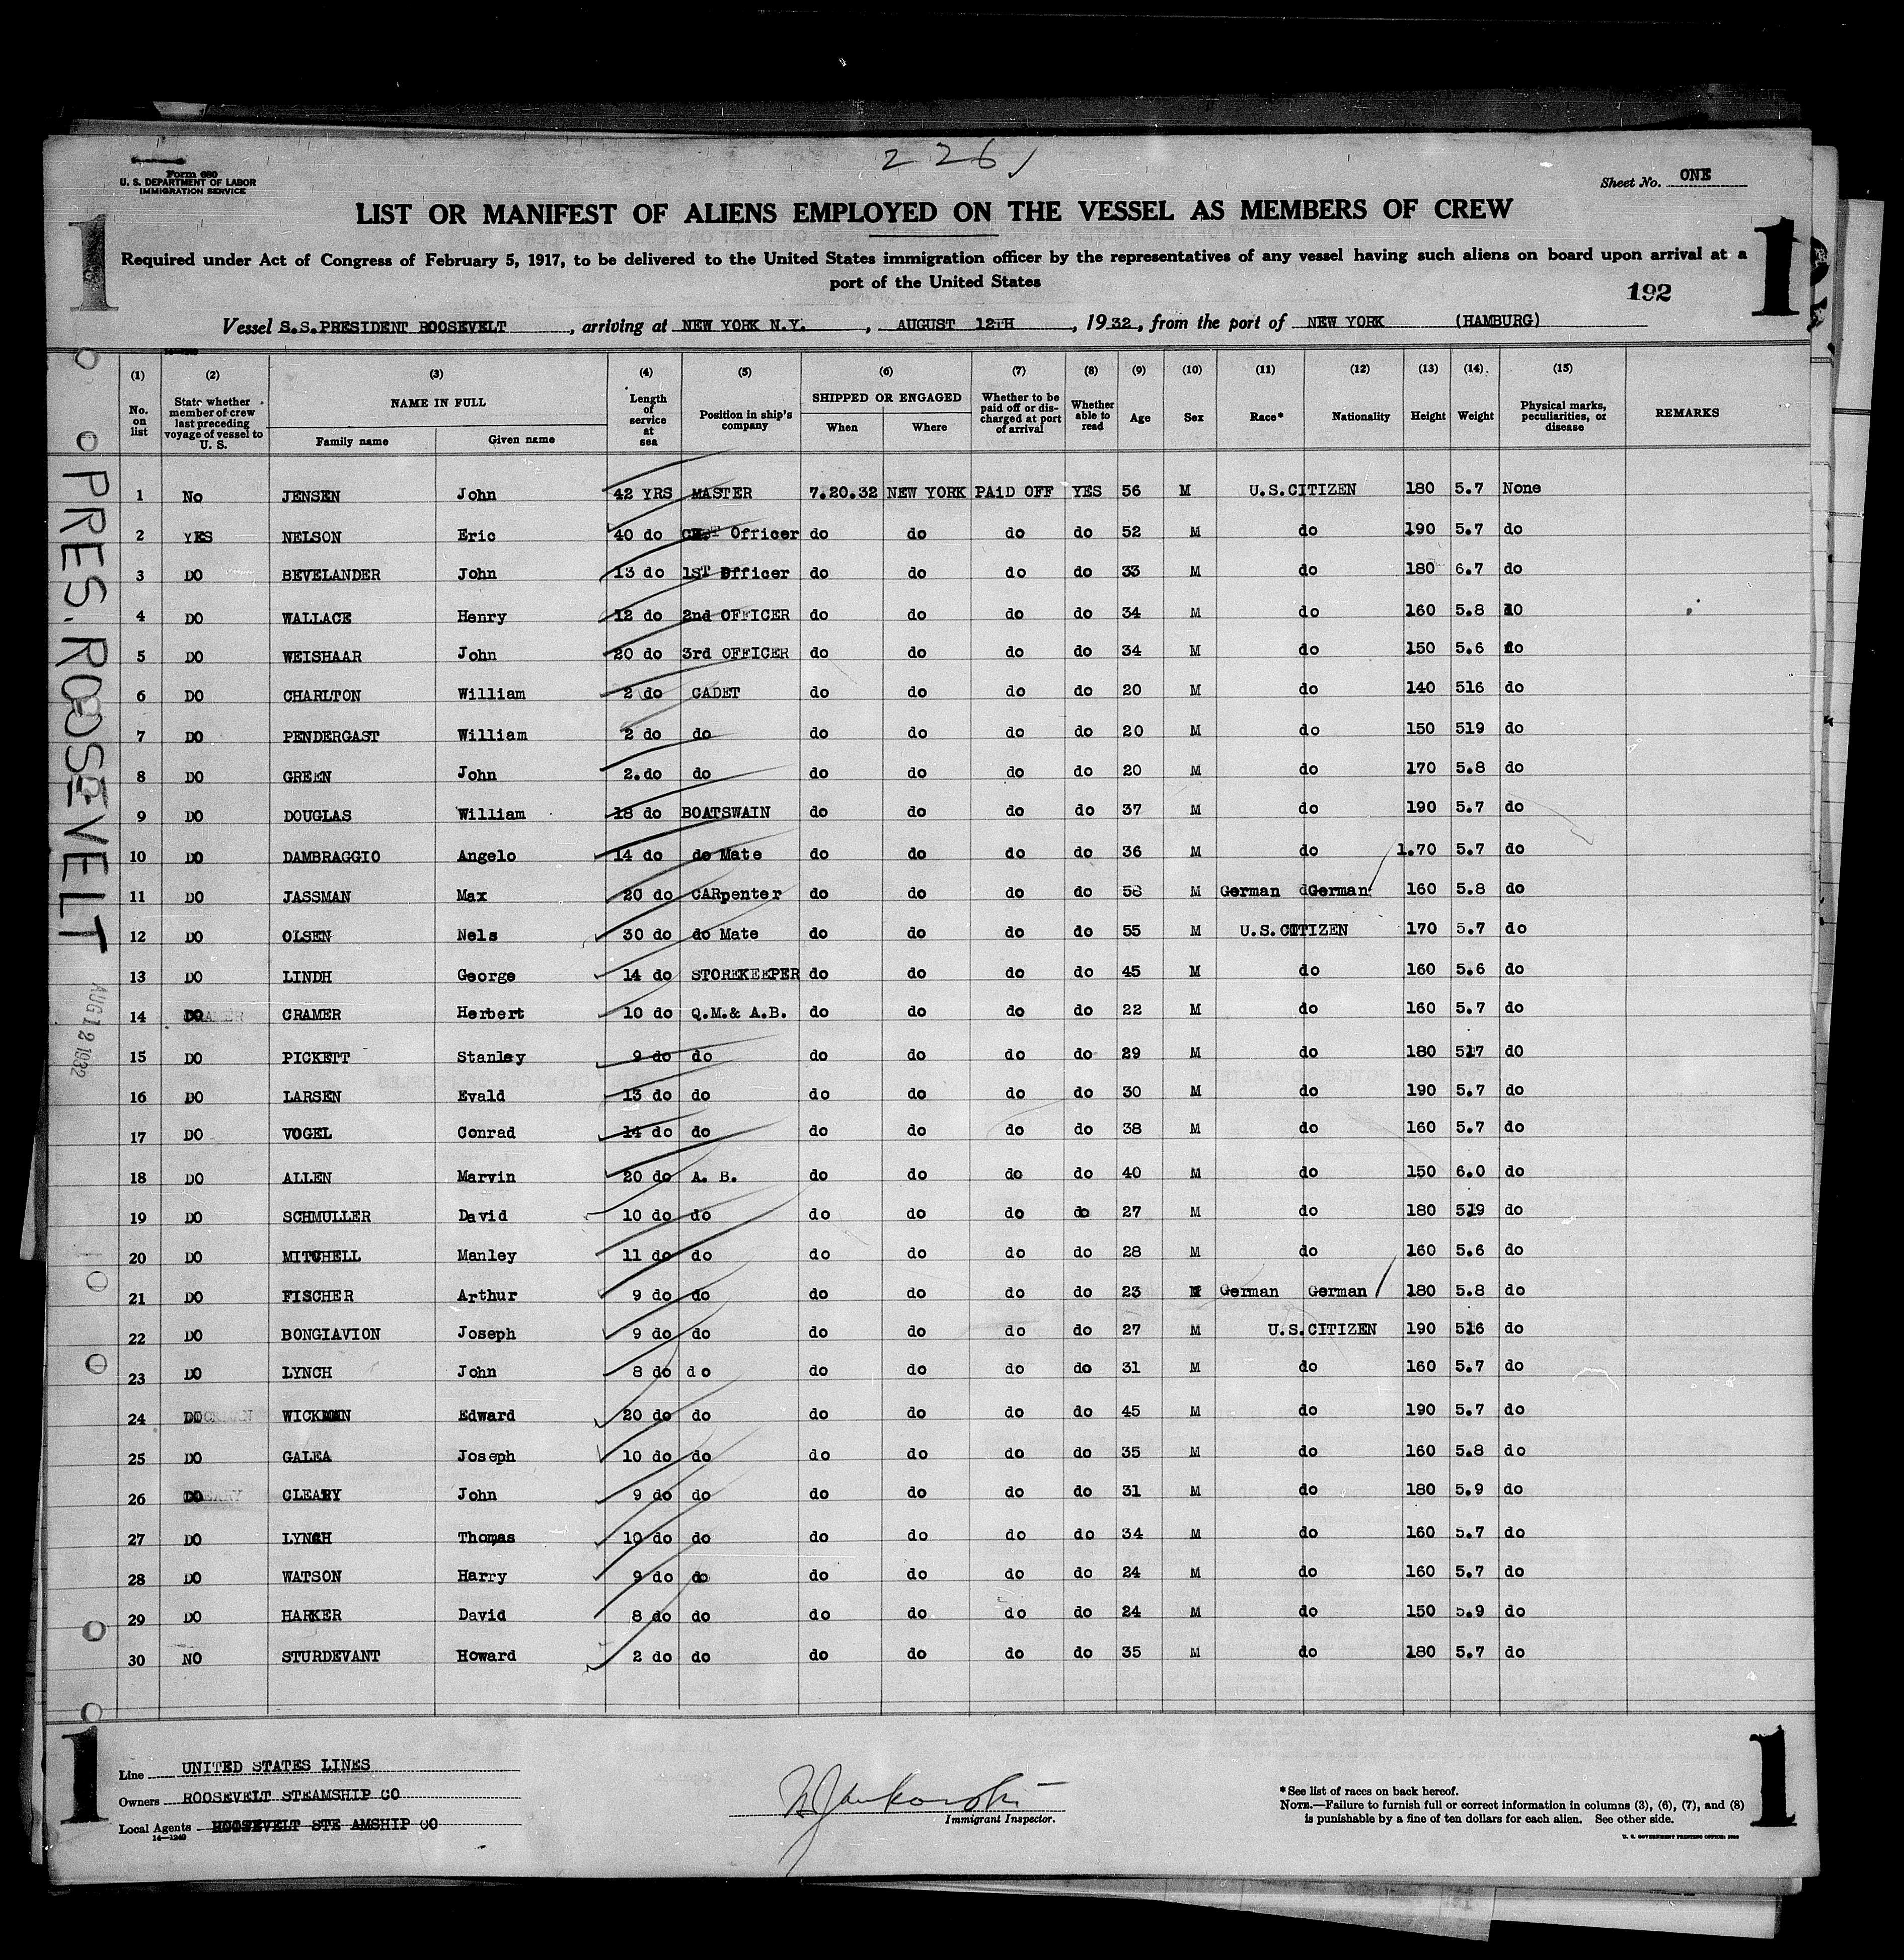 2261
Form 680
U. S. DEPARTMENT OF LABOR
IMMIGRATION SERVICE
Sheet No. ONE
1
1
LIST OR MANIFEST OF ALIENS EMPLOYED ON THE VESSEL AS MEMBERS OF CREW
Required under Act of Congress of February 5, 1917, to be delivered to the United States immigration officer by the representatives of any vessel having such aliens on board upon arrival at a
port of the United States
192
Vessel S.S.PRESIDENT ROOSEVELT, arriving at NEW YORK N.Y., AUGUST 12TH, 1932, from the port of NEW YORK (HAMBURG)
PRES. ROOSEVELT
AUG 12 1932
(1) (2) (3) (4) (5) (6) (7) (8) (9) (10) (11) (12) (13) (14) (15)
No. on list | State whether member of crew last preceding voyage of vessel to U. S. | NAME IN FULL | Family name | Given name | Length of service at sea | Position in ship's company | SHIPPED OR ENGAGED | When | Where | Whether to be paid off or discharged at port of arrival | Whether able to read | Age | Sex | Race* | Nationality | Height | Weight | Physical marks, peculiarities, or disease | REMARKS
1 No JENSEN John 42 YRS MASTER 7.20.32 NEW YORK PAiD OFF YES 56 M U.S.CITIZEN 180 5.7 None
2 YES NELSON Eric 40 do Officer do do do do 52 M do 190 5.7 do
3 DO BEVELANDER John 13 do 1ST Officer do do do do 33 M do 180 6.7 do
4 DO WALLACE Henry 12 do 2nd OFFICER do do do do 34 M do 160 5.8 do
5 DO WEISHAAR John 20 do 3rd OFFICER do do do do 34 M do 150 5.6 do
6 DO CHARLTON William 2 do CADET do do do do 20 M do 140 516 do
7 DO PENDERGAST William 2 do do do do do do 20 M do 150 519 do
8 DO GREEN John 2.do do do do do do 20 M do 170 5.8 do
9 DO DOUGLAS William 18 do BOATSWAIN do do do do 37 M do 190 5.7 do
10 DO DAMBRAGGIO Angelo 14 do do Mate do do do do 36 M do 1.70 5.7 do
11 DO JASSMAN Max 20 do CARpenter do do do do 58 M German German 160 5.8 do
12 DO OLSEN Nels 30 do do Mate do do do do 55 M U.S.CITIZEN 170 5.7 do
13 DO LINDH George 14 do STOREKEEPER do do do do 45 M do 160 5.6 do
14 DO CRAMER Herbert 10 do Q.M.& A.B. do do do do 22 M do 160 5.7 do
15 DO PICKETT Stanley 9 do do do do do do 29 M do 180 517 dO
16 DO LARSEN Evald 13 do do do do do do 30 M do 190 5.7 do
17 DO VOGEL Conrad 14 do do do do do do 38 M do 160 5.7 do
18 DO ALLEN Marvin 20 do A. B. do do do do 40 M do 150 6.0 do
19 DO SCHMULLER David 10 do do do do do do 27 M do 180 519 do
20 DO MITCHELL Manley 11 do do do do do do 28 M do 160 5.6 do
21 DO FISCHER Arthur 9 do do do do do do 23 M German German 180 5.8 do
22 DO BONGIAVION Joseph 9 do do do do do do 27 M U.S.CITIZEN 190 516 do
23 DO LYNCH John 8 do do do do do do 31 M do 160 5.7 do
24 DO WICKMAN Edward 20 do do do do do do 45 M do 190 5.7 do
25 DO GALEA Joseph 10 do do do do do do 35 M do 160 5.8 do
26 DO CLEARY John 9 do do do do do do 31 M do 180 5.9 do
27 DO LYNCH Thomas 10 do do do do do do 34 M do 160 5.7 do
28 DO WATSON Harry 9 do do do do do do 24 M do 160 5.7 do
29 DO HARKER David 8 do do do do do do 24 M do 150 5.9 do
30 NO STURDEVANT Howard 2 do do do do do do 35 M do 180 5.7 do
1
1
Line UNITED STATES LINES
Owners ROOSEVELT STEAMSHIP CO
Local Agents ROOSEVELT STE AMSHIP CO
14—1240
Immigrant Inspector.
*See list of races on back hereof.
NOTE.—Failure to furnish full or correct information in columns (3), (6), (7), and (8)
is punishable by a fine of ten dollars for each alien. See other side.